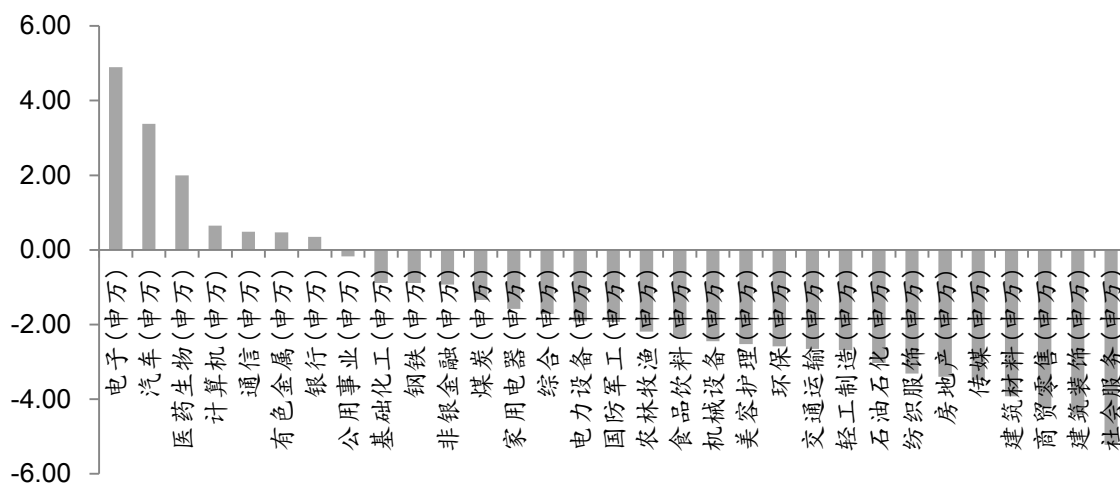 6.00
4.00
2.00
0.00
-2.00
-4.00
-6.00
电子(申万)
汽车(申万)
医药生物(申万)
计算机(申万)
通信(申万)
有色金属(申万)
银行(申万)
公用事业(申万)
基础化工(申万)
钢铁(申万)
非银金融(申万)
煤炭(申万)
家用电器(申万)
综合(申万)
电力设备(申万)
国防军工(申万)
农林牧渔(申万)
食品饮料(申万)
机械设备(申万)
美容护理(申万)
环保(申万)
交通运输(申万)
轻工制造(申万)
石油石化(申万)
纺织服饰(申万)
房地产(申万)
传媒(申万)
建筑材料(申万)
商贸零售(申万)
建筑装饰(申万)
社会服务(申万)